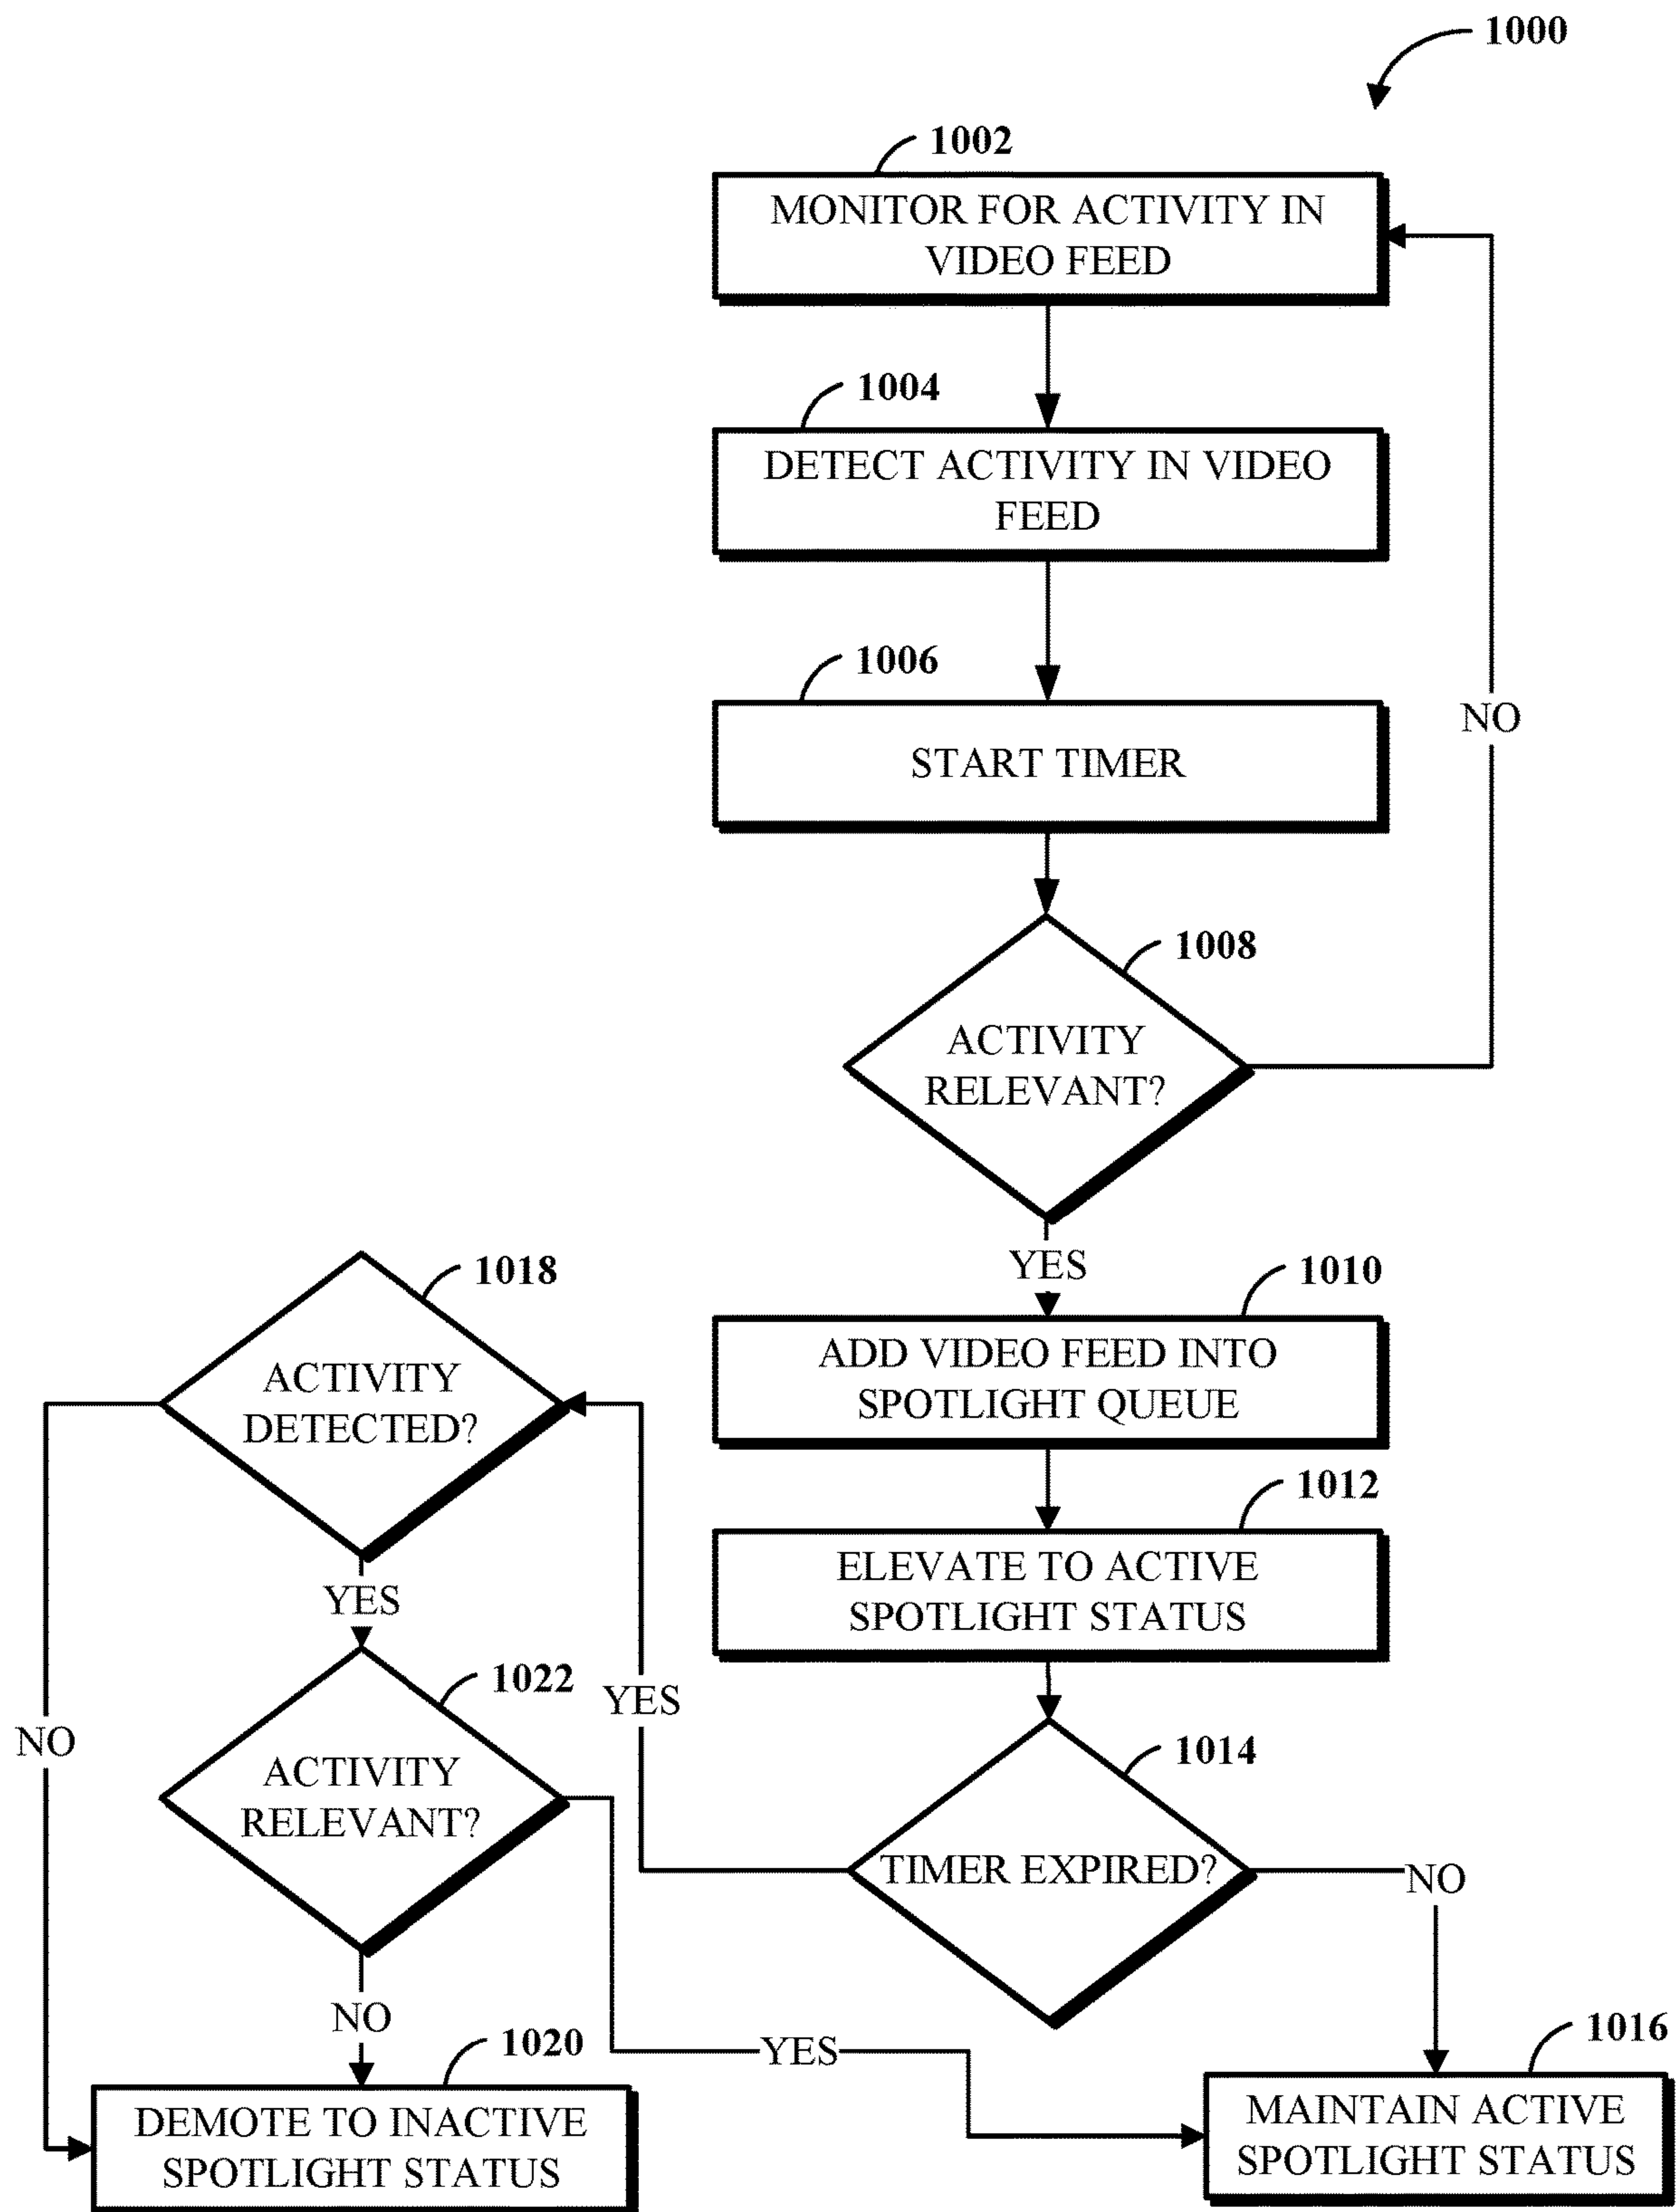 1000
1002
MONITOR FOR ACTIVITY IN
VIDEO FEED
1004
DETECT ACTIVITY IN VIDEO
FEED
1006
START TIMER
NO
1008
ACTIVITY
RELEVANT?
YES
1010
ADD VIDEO FEED INTO
SPOTLIGHT QUEUE
1012
ELEVATE TO ACTIVE
SPOTLIGHT STATUS
1014
TIMER EXPIRED?
NO
YES
1018
ACTIVITY
DETECTED?
YES
NO
1022
ACTIVITY
RELEVANT?
NO
YES
1020
DEMOTE TO INACTIVE
SPOTLIGHT STATUS
1016
MAINTAIN ACTIVE
SPOTLIGHT STATUS